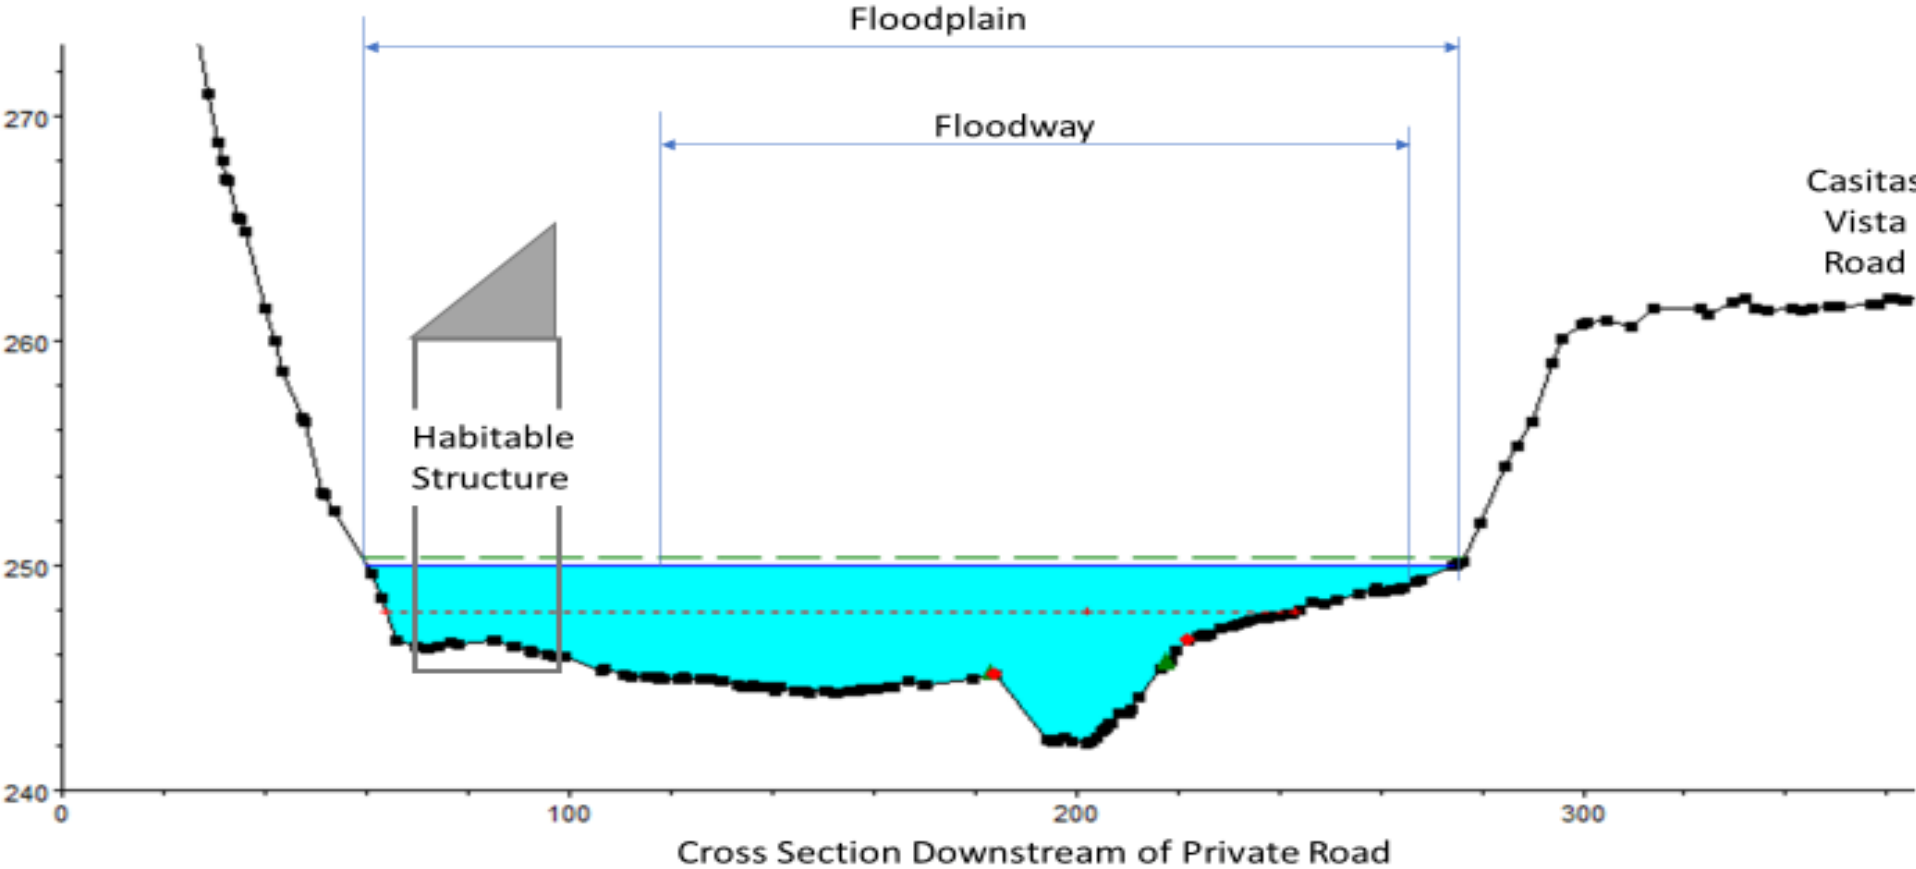 Floodplain
270
Floodway
Casitas
Vista
Road
260
Habitable
Structure
250
240
0
100
200
300
Cross Section Downstream of Private Road